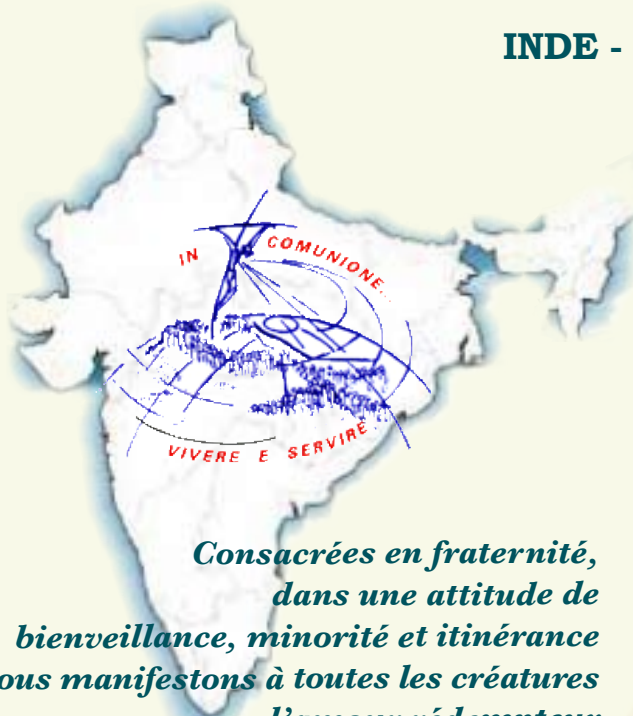 INDE -
IN COMUNIONE...
VIVERE E SERVIRE
Consacrées en fraternité,
dans une attitude de
bienveillance, minorité et itinérance
ous manifestons à toutes les créatures